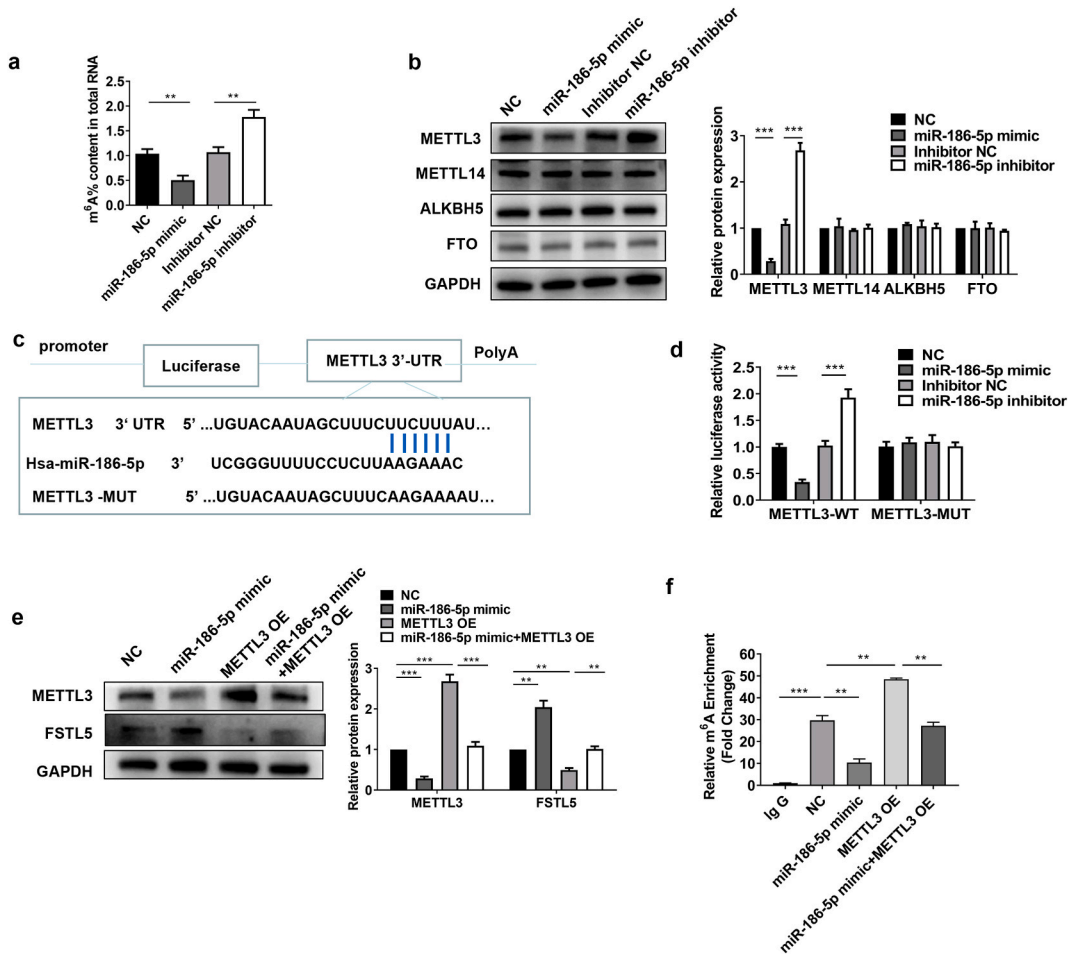 a
m6A% content in total RNA
2.5
2.0
1.5
1.0
0.5
0.0
** **
NC
miR-186-5p mimic
Inhibitor NC
miR-186-5p inhibitor
b
NC
miR-186-5p mimic
Inhibitor NC
miR-186-5p inhibitor
METTL3
METTL14
ALKBH5
FTO
GAPDH
Relative protein expression
3
2
1
0
*** ***
NC
miR-186-5p mimic
Inhibitor NC
miR-186-5p inhibitor
METTL3 METTL14 ALKBH5 FTO
c
promoter
Luciferase
METTL3 3’-UTR
PolyA
METTL3 3‘ UTR 5’ ...UGUACAAUAGCUUUCUUCUUUAU...
Hsa-miR-186-5p 3’ UCGGGUUUUCCUCUUAAGAAAC
METTL3 -MUT 5’ ...UGUACAAUAGCUUUCAAGAAAAU...
d
Relative luciferase activity
2.5
2.0
1.5
1.0
0.5
0.0
*** ***
NC
miR-186-5p mimic
Inhibitor NC
miR-186-5p inhibitor
METTL3-WT METTL3-MUT
e
NC
miR-186-5p mimic
METTL3 OE
miR-186-5p mimic
+METTL3 OE
METTL3
FSTL5
GAPDH
NC
miR-186-5p mimic
METTL3 OE
miR-186-5p mimic+METTL3 OE
Relative protein expression
3
2
1
0
*** *** ***
** ** **
METTL3 FSTL5
f
Relative m6A Enrichment
(Fold Change)
60
50
40
30
20
10
0
*** ** ** **
Ig G
NC
miR-186-5p mimic
METTL3 OE
miR-186-5p mimic+METTL3 OE